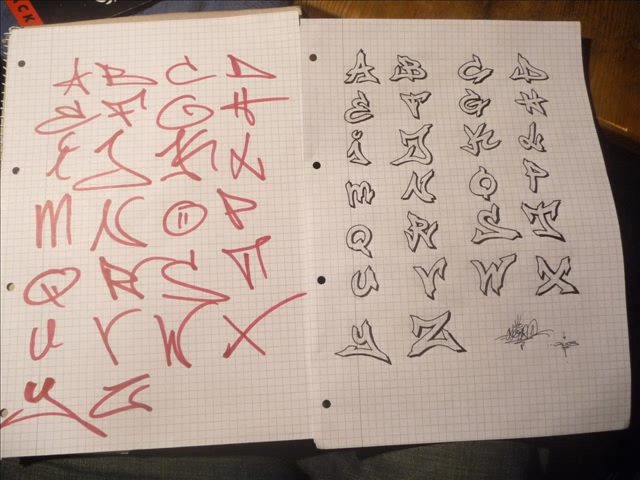 A B C D
E F G H
I J K L
M N O P
Q R S T
U V W X
Y Z
A B C D
E F G H
I J K L
M N O P
Q R S T
U V W X
Y Z